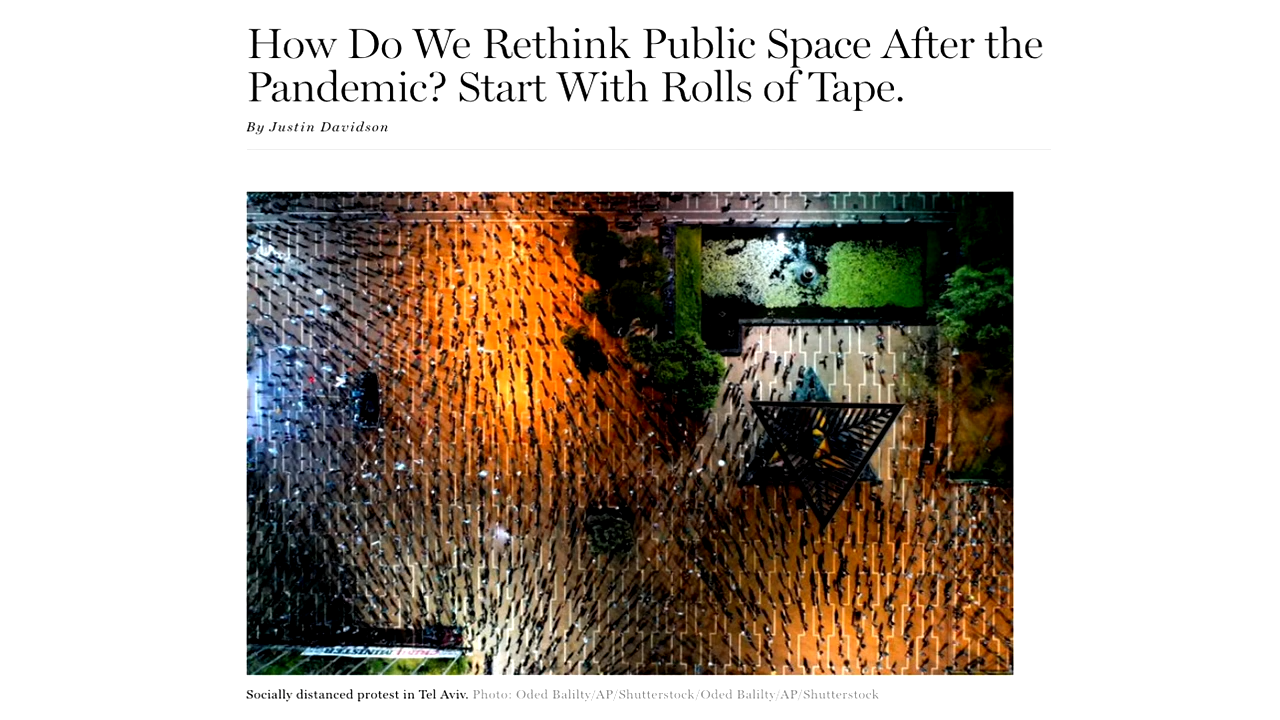 How Do We Rethink Public Space After the
Pandemic? Start With Rolls of Tape.
By Justin Davidson
Socially distanced protest in Tel Aviv. Photo: Oded Balilty/AP/Shutterstock/Oded Balilty/AP/Shutterstock